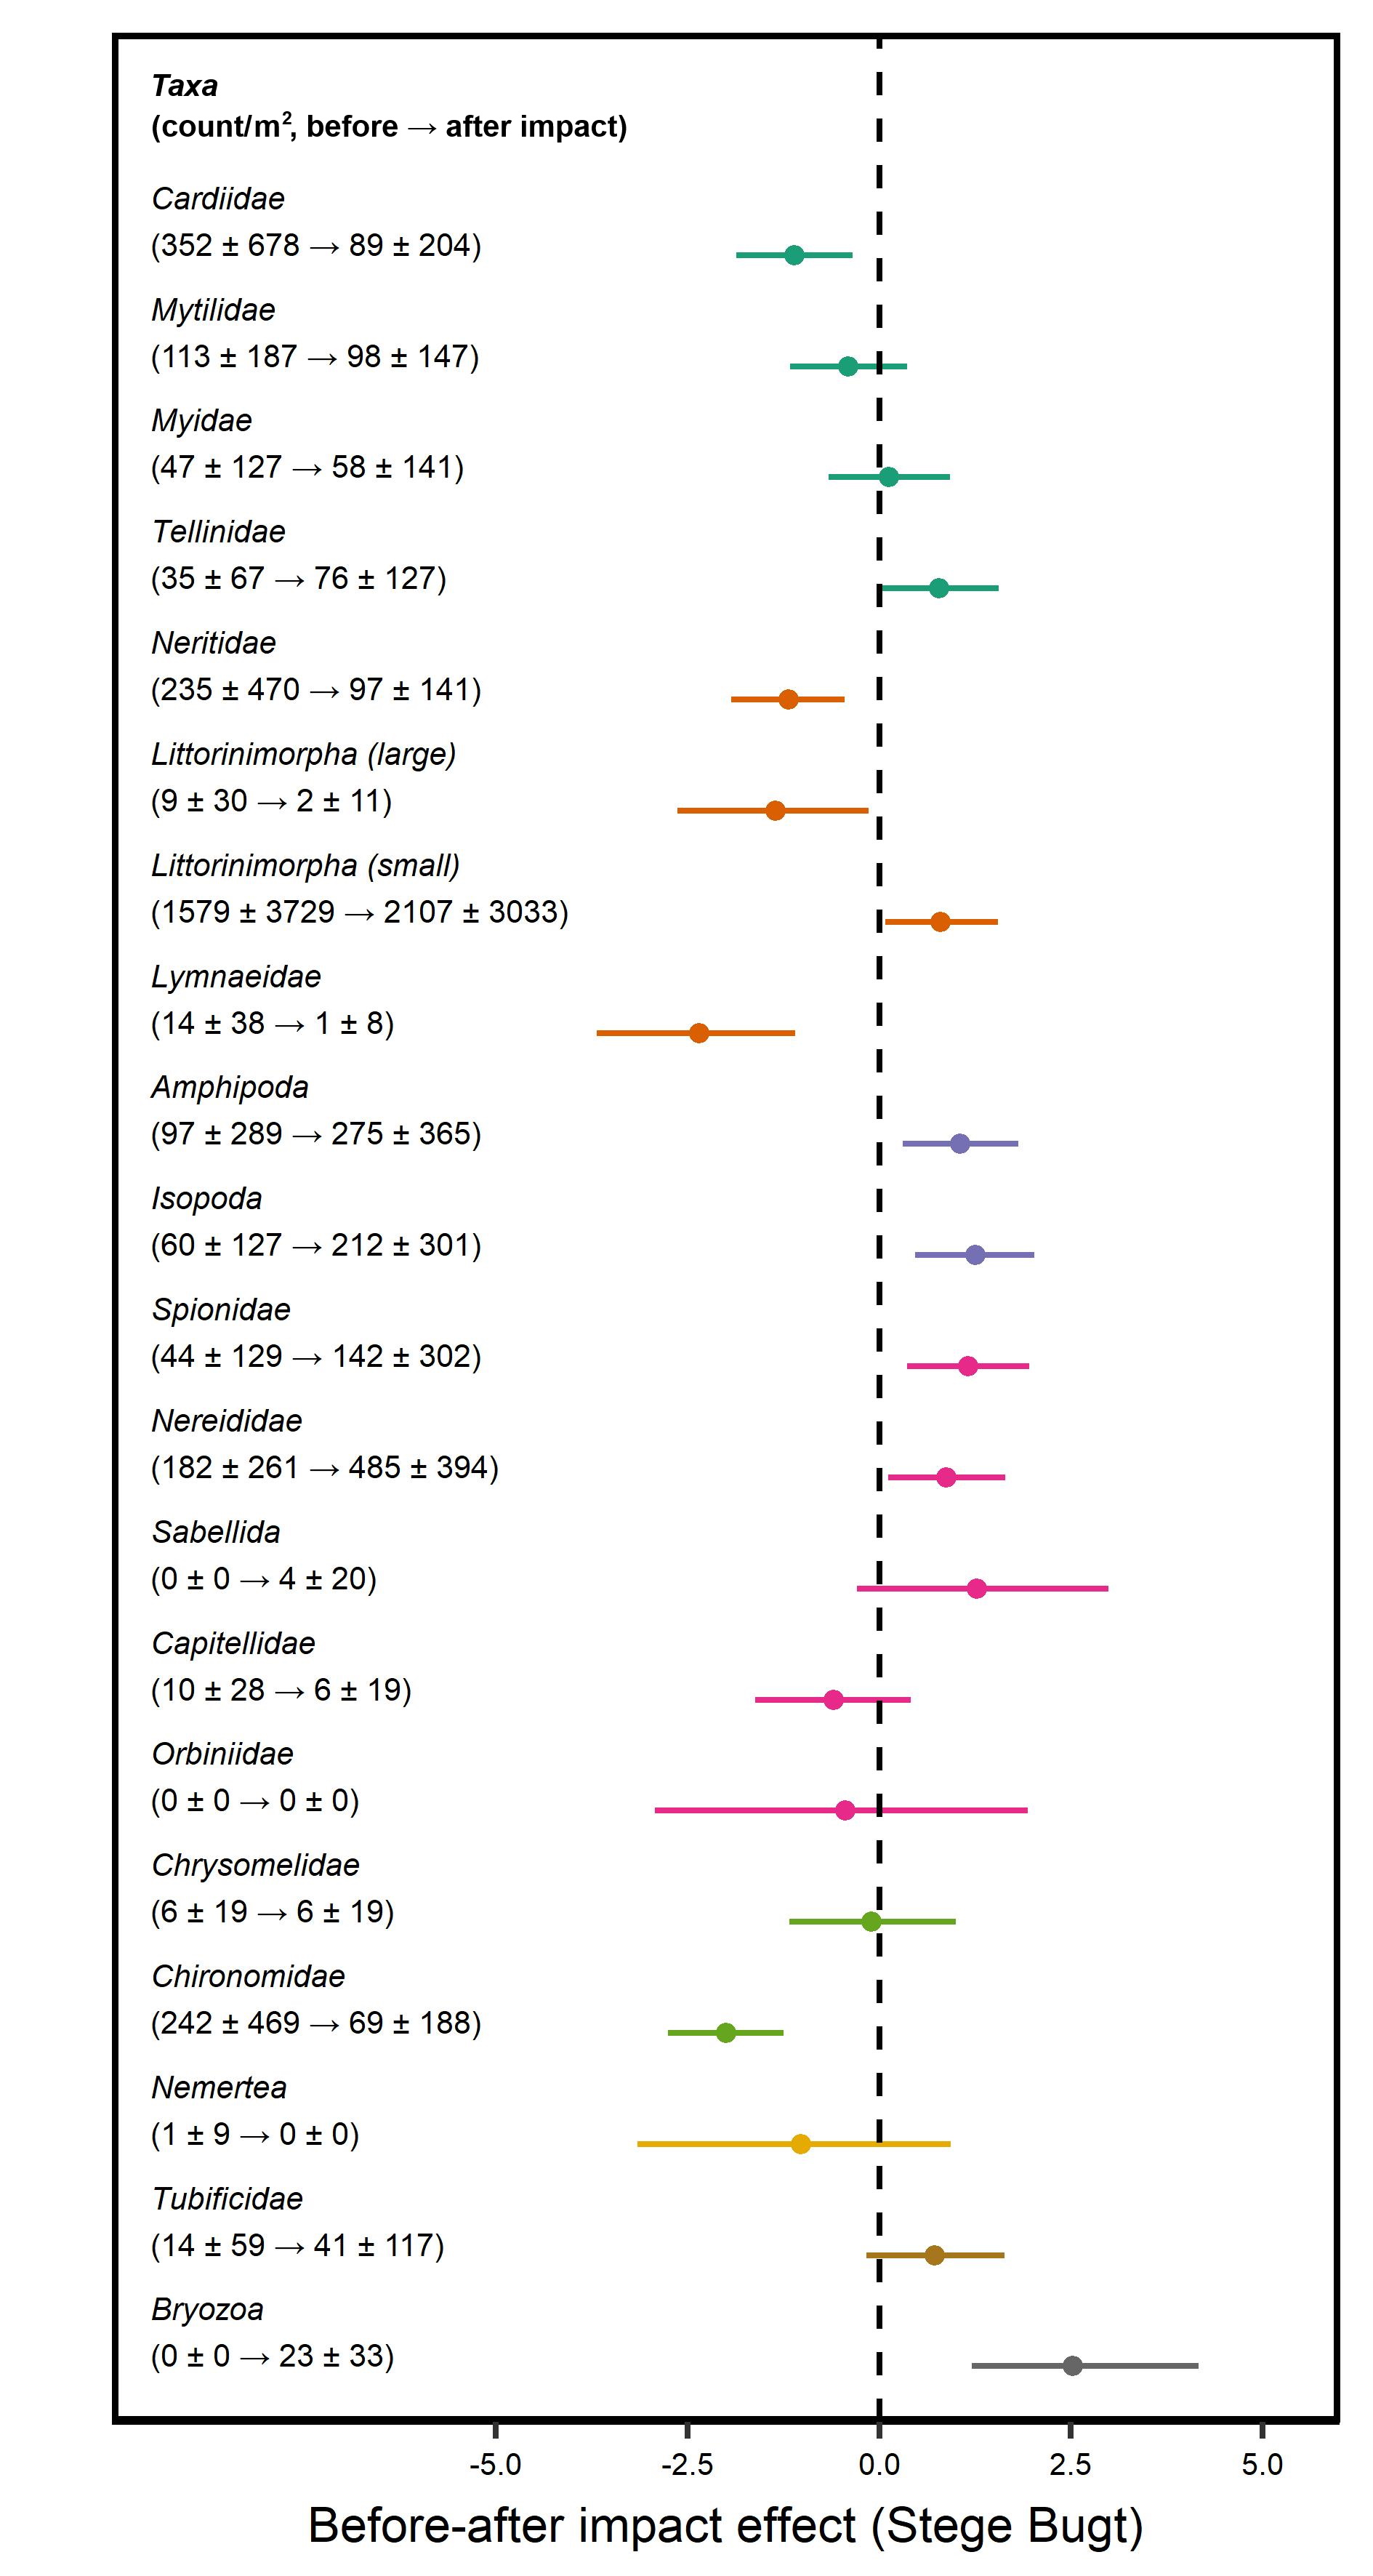 Taxa
(count/m², before → after impact)
Cardiidae
(352 ± 678 → 89 ± 204)
Mytilidae
(113 ± 187 → 98 ± 147)
Myidae
(47 ± 127 → 58 ± 141)
Tellinidae
(35 ± 67 → 76 ± 127)
Neritidae
(235 ± 470 → 97 ± 141)
Littorinimorpha (large)
(9 ± 30 → 2 ± 11)
Littorinimorpha (small)
(1579 ± 3729 → 2107 ± 3033)
Lymnaeidae
(14 ± 38 → 1 ± 8)
Amphipoda
(97 ± 289 → 275 ± 365)
Isopoda
(60 ± 127 → 212 ± 301)
Spionidae
(44 ± 129 → 142 ± 302)
Nereididae
(182 ± 261 → 485 ± 394)
Sabellida
(0 ± 0 → 4 ± 20)
Capitellidae
(10 ± 28 → 6 ± 19)
Orbiniidae
(0 ± 0 → 0 ± 0)
Chrysomelidae
(6 ± 19 → 6 ± 19)
Chironomidae
(242 ± 469 → 69 ± 188)
Nemertea
(1 ± 9 → 0 ± 0)
Tubificidae
(14 ± 59 → 41 ± 117)
Bryozoa
(0 ± 0 → 23 ± 33)
-5.0 -2.5 0.0 2.5 5.0
Before-after impact effect (Stege Bugt)